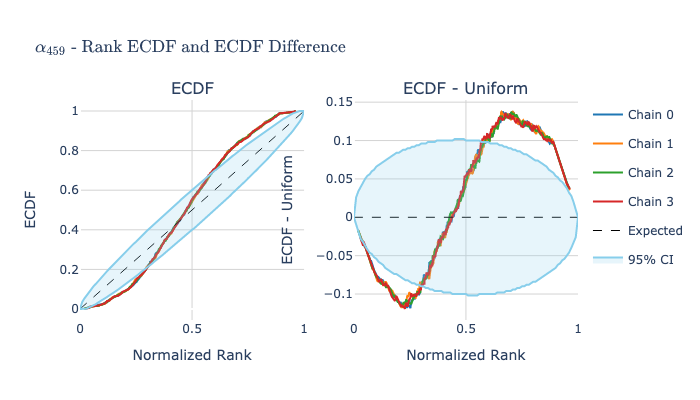 α459 - Rank ECDF and ECDF Difference
ECDF
ECDF - Uniform
1
0.8
0.6
0.4
0.2
0
ECDF
0
0.5
1
Normalized Rank
0.15
0.1
0.05
0
−0.05
−0.1
ECDF - Uniform
0
0.5
1
Normalized Rank
Chain 0
Chain 1
Chain 2
Chain 3
Expected
95% CI